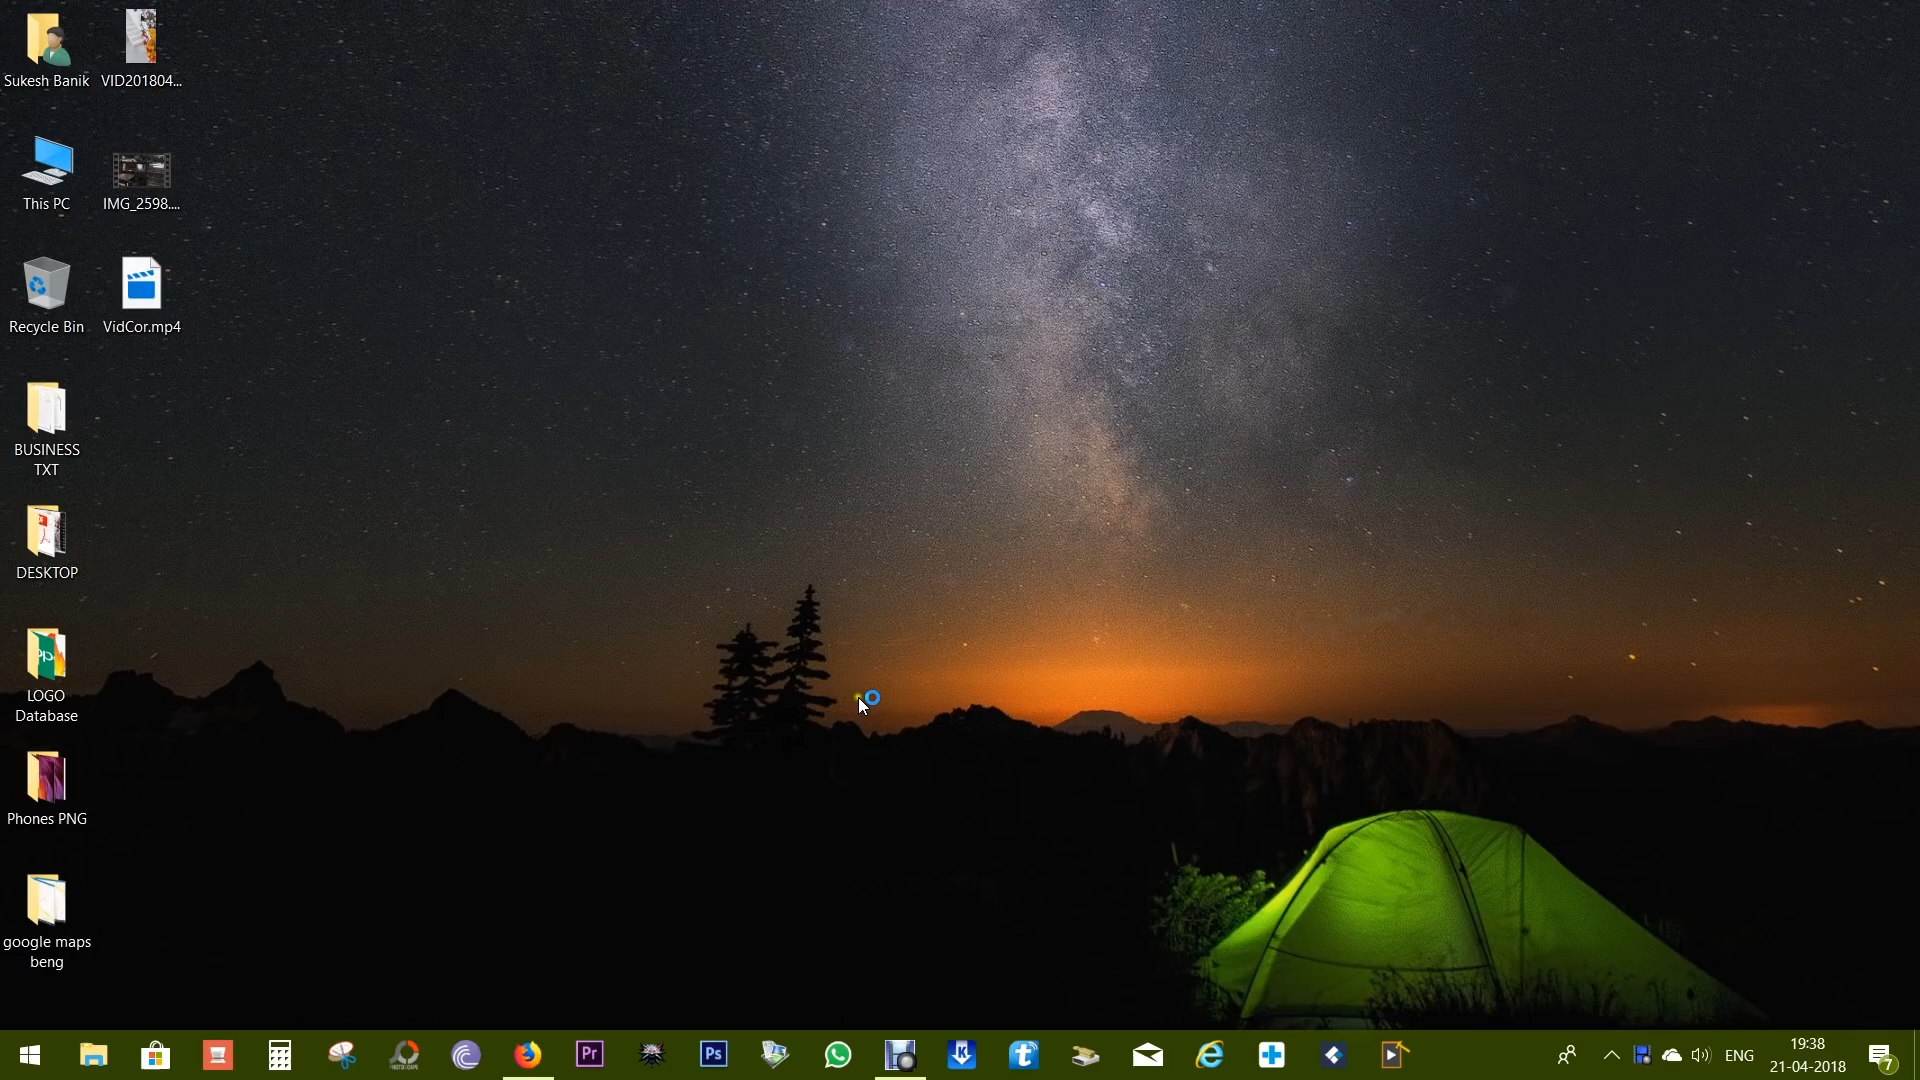 Sukesh Banik
VID201804...
This PC
IMG_2598....
Recycle Bin
VidCor.mp4
BUSINESS
TXT
DESKTOP
LOGO
Database
Phones PNG
google maps
beng
Pr
Ps
K
t
ENG
19:38
21-04-2018
7